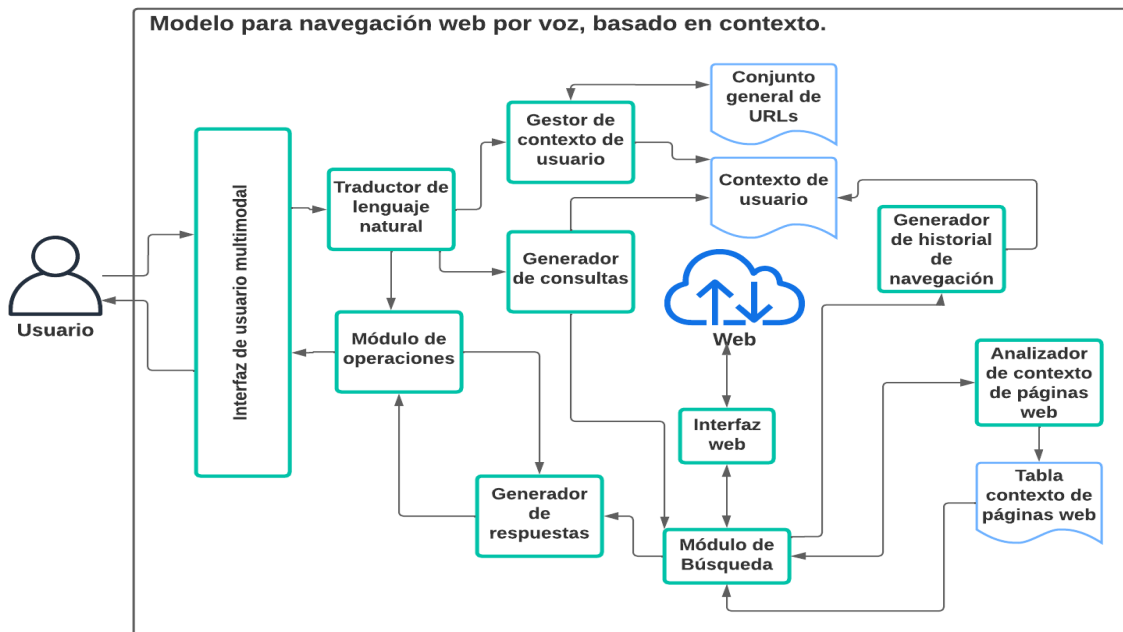 Modelo para navegación web por voz, basado en contexto.
Conjunto
general de
URLs
Gestor de
contexto de
usuario
Traductor de
lenguaje
natural
Contexto de
usuario
Generador
de historial
de
navegación
Generador
de consultas
Interfaz de usuario multimodal
Usuario
Web
Módulo de
operaciones
Analizador
de contexto
de páginas
web
Interfaz
web
Tabla
contexto de
páginas web
Generador
de
respuestas
Módulo de
Búsqueda